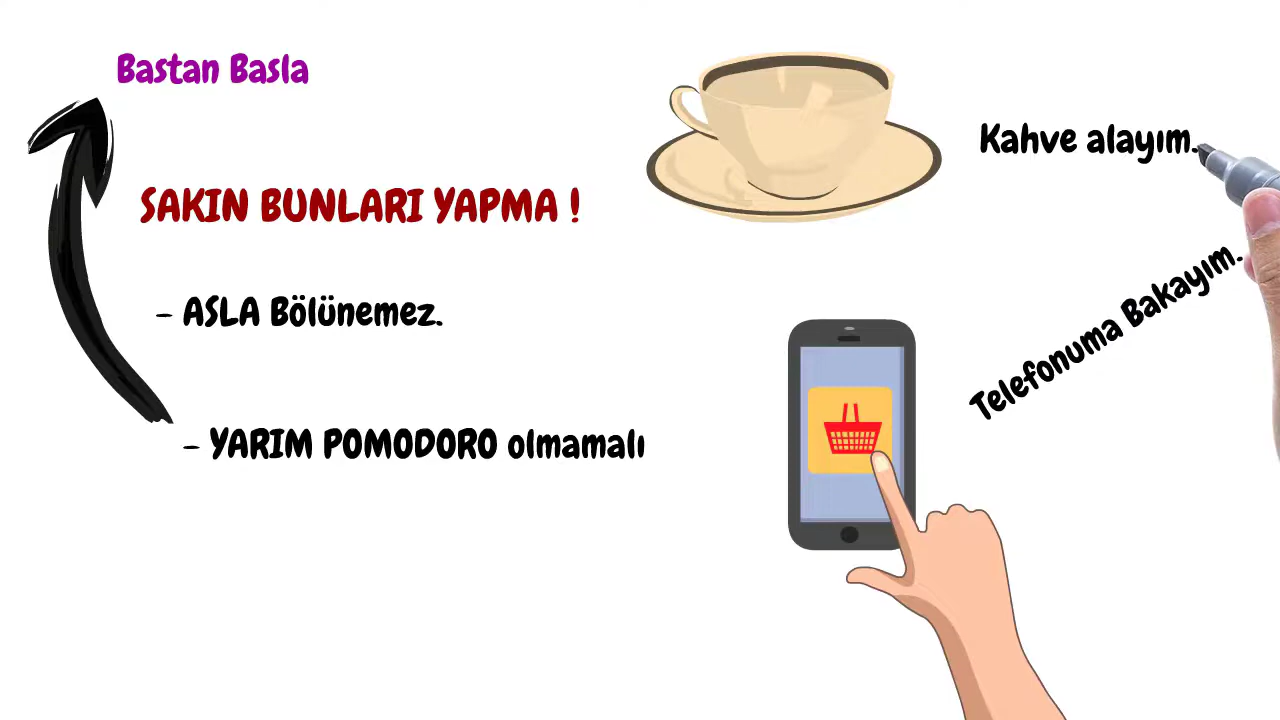 Bastan Basla
SAKIN BUNLARI YAPMA !
- ASLA Bölünemez.
- YARIM POMODORO olmamalı
Kahve alayım.
Telefonuma Bakayım.